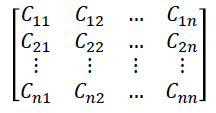 C₁₁ C₁₂ … C₁ₙ
C₂₁ C₂₂ … C₂ₙ
⋮ ⋮ ⋮ ⋮
Cₙ₁ Cₙ₂ … Cₙₙ